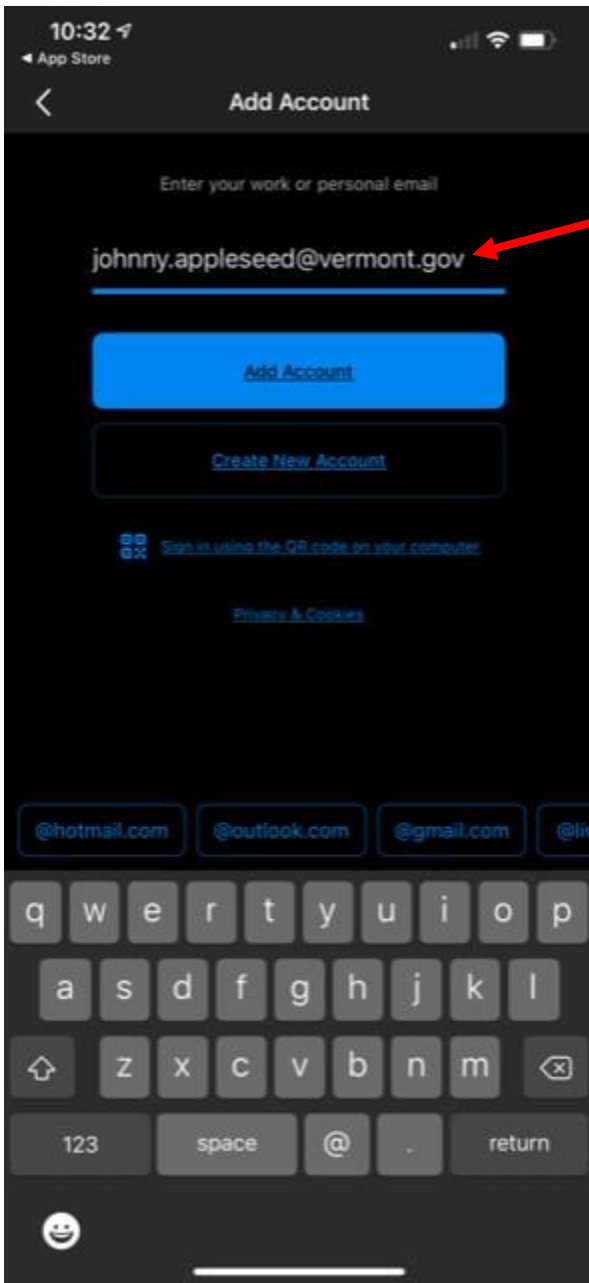 10:32
◄ App Store
Add Account
Enter your work or personal email
johnny.appleseed@vermont.gov
Add Account
Create New Account
Sign in using the QR code on your computer
Privacy & Cookies
@hotmail.com @outlook.com @gmail.com @li
q w e r t y u i o p
a s d f g h j k l
z x c v b n m
123 space @ . return